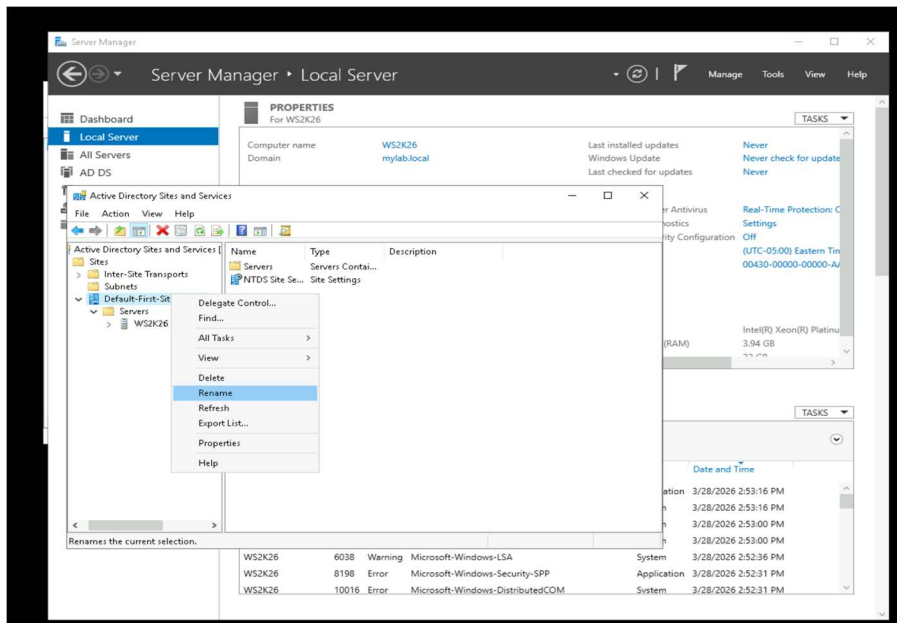 Server Manager
Server Manager • Local Server
Manage Tools View Help
Dashboard
Local Server
All Servers
AD DS
PROPERTIES
For WS2K26
TASKS
Computer name WS2K26
Domain mylab.local
Last installed updates Never
Windows Update Never check for update
Last checked for updates Never
Active Directory Sites and Services
File Action View Help
Active Directory Sites and Services [
Sites
Inter-Site Transports
Subnets
Default-First-Sit
Servers
WS2K26
Name Type Description
Servers Servers Contai...
NTDS Site Se... Site Settings
Delegate Control...
Find...
All Tasks
View
Delete
Rename
Refresh
Export List...
Properties
Help
Renames the current selection.
er Antivirus Real-Time Protection: C
nostics Settings
rity Configuration Off
(UTC-05:00) Eastern Tin
00430-00000-00000-AA
Intel(R) Xeon(R) Platinu
(RAM) 3.94 GB
TASKS
Date and Time
ation 3/28/2026 2:53:16 PM
3/28/2026 2:53:16 PM
3/28/2026 2:53:00 PM
3/28/2026 2:53:00 PM
WS2K26 6038 Warning Microsoft-Windows-LSA System 3/28/2026 2:52:36 PM
WS2K26 8198 Error Microsoft-Windows-Security-SPP Application 3/28/2026 2:52:31 PM
WS2K26 10016 Error Microsoft-Windows-DistributedCOM System 3/28/2026 2:52:31 PM